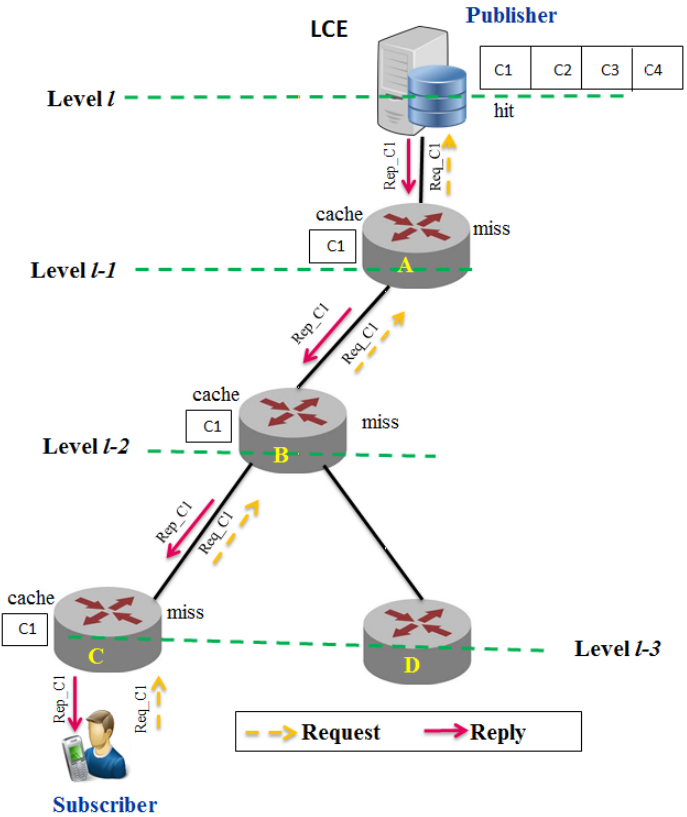 Publisher
LCE
C1 C2 C3 C4
Level l
hit
Rep_C1
Req_C1
cache
miss
C1
A
Level l-1
Rep_C1
Req_C1
cache
miss
C1
B
Level l-2
Rep_C1
Req_C1
cache
miss
C1
C
D
Level l-3
Rep_C1
Req_C1
Request
Reply
Subscriber